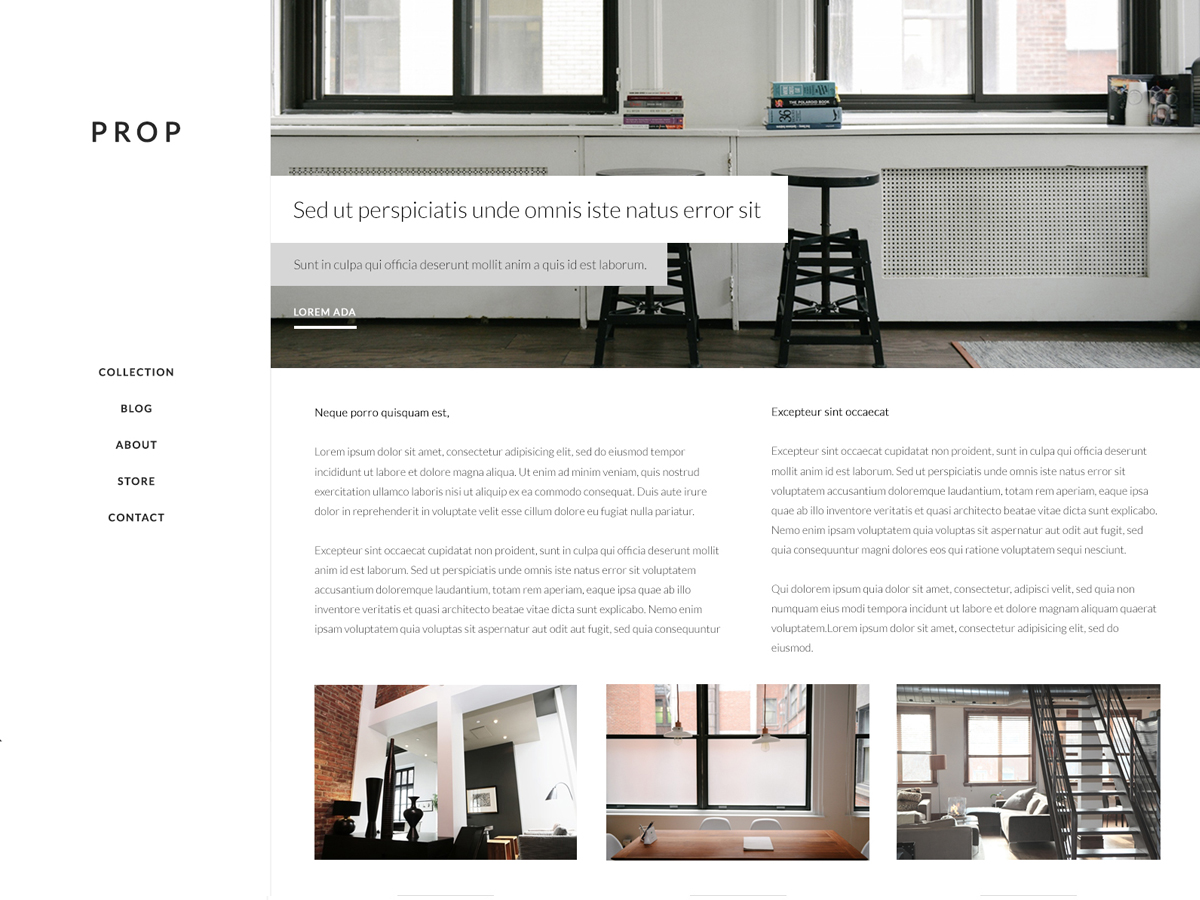 PROP
COLLECTION
BLOG
ABOUT
STORE
CONTACT
THE POLAROID BOOK
36
Sed ut perspiciatis unde omnis iste natus error sit
Sunt in culpa qui officia deserunt mollit anim a quis id est laborum.
LOREM ADA
Neque porro quisquam est,
Lorem ipsum dolor sit amet, consectetur adipisicing elit, sed do eiusmod tempor
incididunt ut labore et dolore magna aliqua. Ut enim ad minim veniam, quis nostrud
exercitation ullamco laboris nisi ut aliquip ex ea commodo consequat. Duis aute irure
dolor in reprehenderit in voluptate velit esse cillum dolore eu fugiat nulla pariatur.
Excepteur sint occaecat cupidatat non proident, sunt in culpa qui officia deserunt mollit
anim id est laborum. Sed ut perspiciatis unde omnis iste natus error sit voluptatem
accusantium doloremque laudantium, totam rem aperiam, eaque ipsa quae ab illo
inventore veritatis et quasi architecto beatae vitae dicta sunt explicabo. Nemo enim
ipsam voluptatem quia voluptas sit aspernatur aut odit aut fugit, sed quia consequuntur
Excepteur sint occaecat
Excepteur sint occaecat cupidatat non proident, sunt in culpa qui officia deserunt
mollit anim id est laborum. Sed ut perspiciatis unde omnis iste natus error sit
voluptatem accusantium doloremque laudantium, totam rem aperiam, eaque ipsa
quae ab illo inventore veritatis et quasi architecto beatae vitae dicta sunt explicabo.
Nemo enim ipsam voluptatem quia voluptas sit aspernatur aut odit aut fugit, sed
quia consequuntur magni dolores eos qui ratione voluptatem sequi nesciunt.
Qui dolorem ipsum quia dolor sit amet, consectetur, adipisci velit, sed quia non
numquam eius modi tempora incidunt ut labore et dolore magnam aliquam quaerat
voluptatem.Lorem ipsum dolor sit amet, consectetur adipisicing elit, sed do
eiusmod.